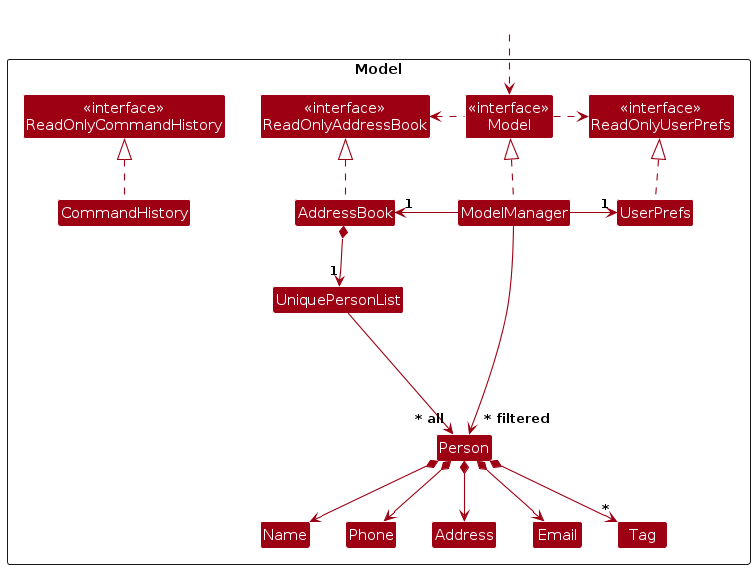 Model
«interface»
ReadOnlyCommandHistory
«interface»
ReadOnlyAddressBook
«interface»
Model
«interface»
ReadOnlyUserPrefs
CommandHistory
AddressBook
1
ModelManager
1
UserPrefs
1
UniquePersonList
* all
* filtered
Person
*
Name
Phone
Address
Email
Tag